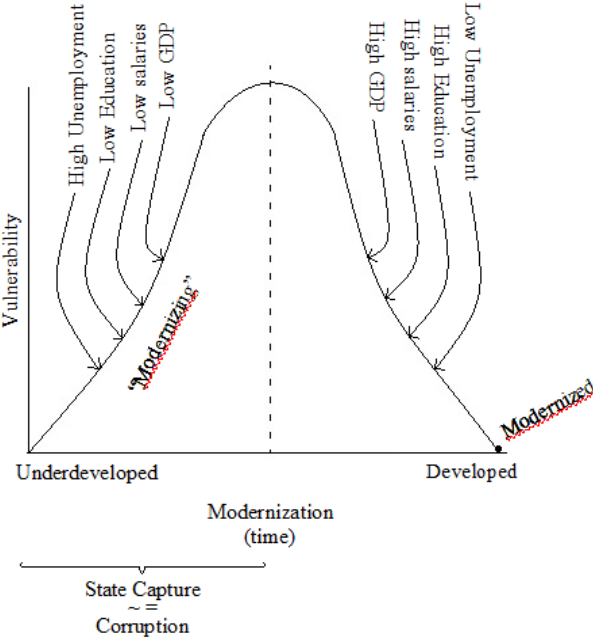 High Unemployment
Low Education
Low salaries
Low GDP
High GDP
High salaries
High Education
Low Unemployment
Vulnerability
“Modernizing”
Modernized
Underdeveloped
Developed
Modernization
(time)
State Capture
~ =
Corruption